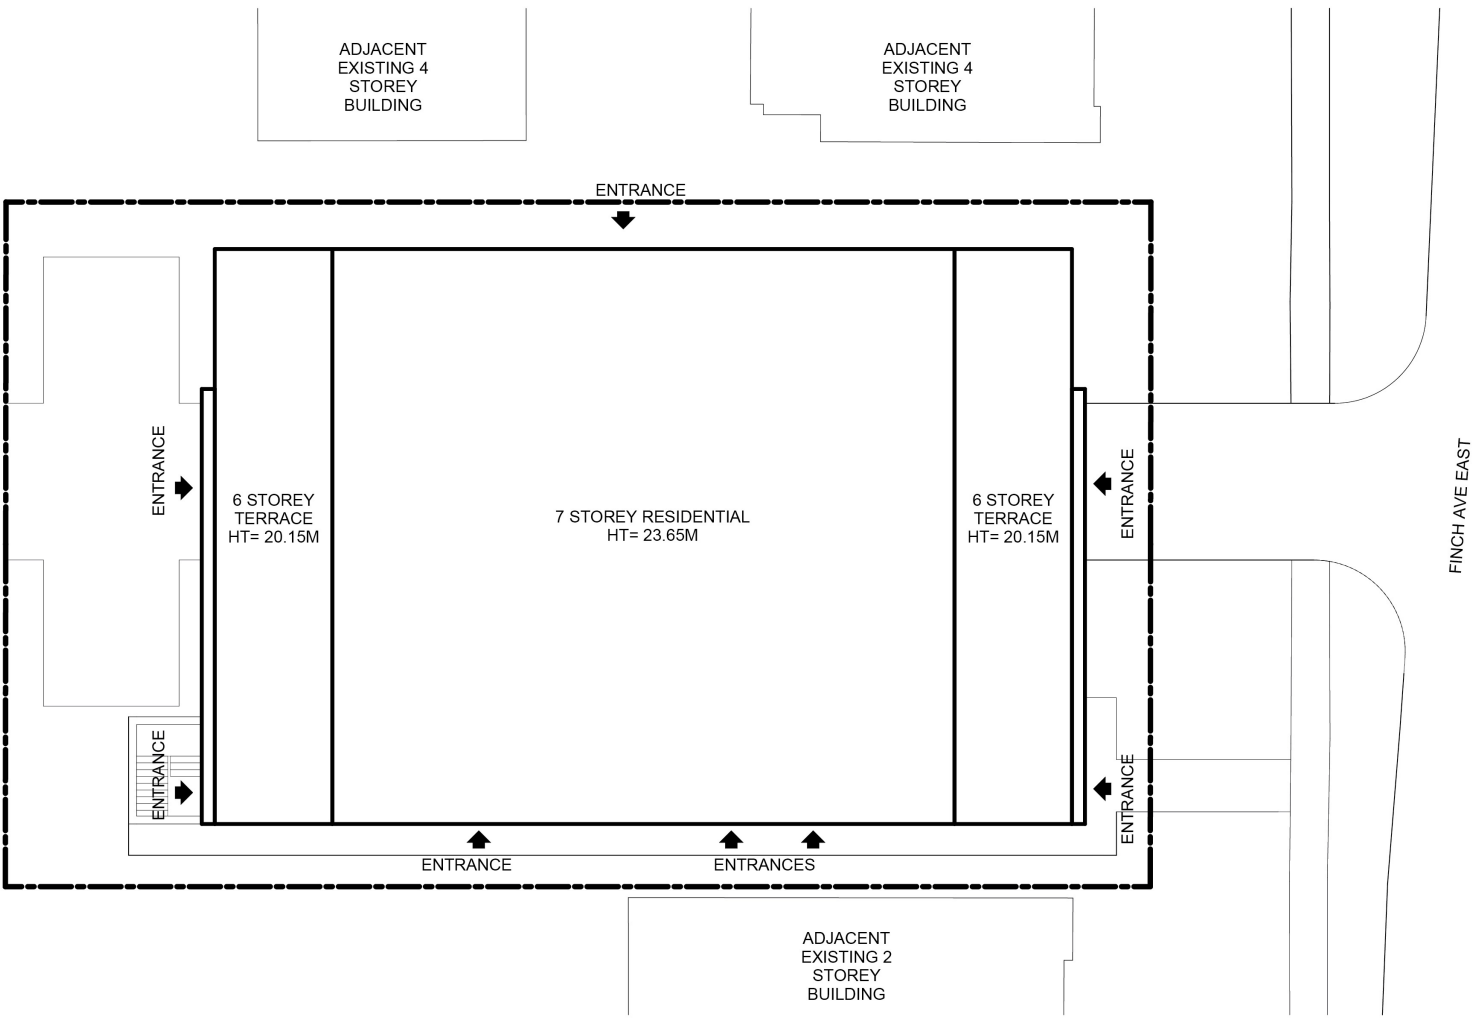 ADJACENT
EXISTING 4
STOREY
BUILDING
ADJACENT
EXISTING 4
STOREY
BUILDING
ENTRANCE
ENTRANCE
6 STOREY
TERRACE
HT= 20.15M
7 STOREY RESIDENTIAL
HT= 23.65M
6 STOREY
TERRACE
HT= 20.15M
ENTRANCE
FINCH AVE EAST
ENTRANCE
ENTRANCE
ENTRANCE
ENTRANCES
ADJACENT
EXISTING 2
STOREY
BUILDING